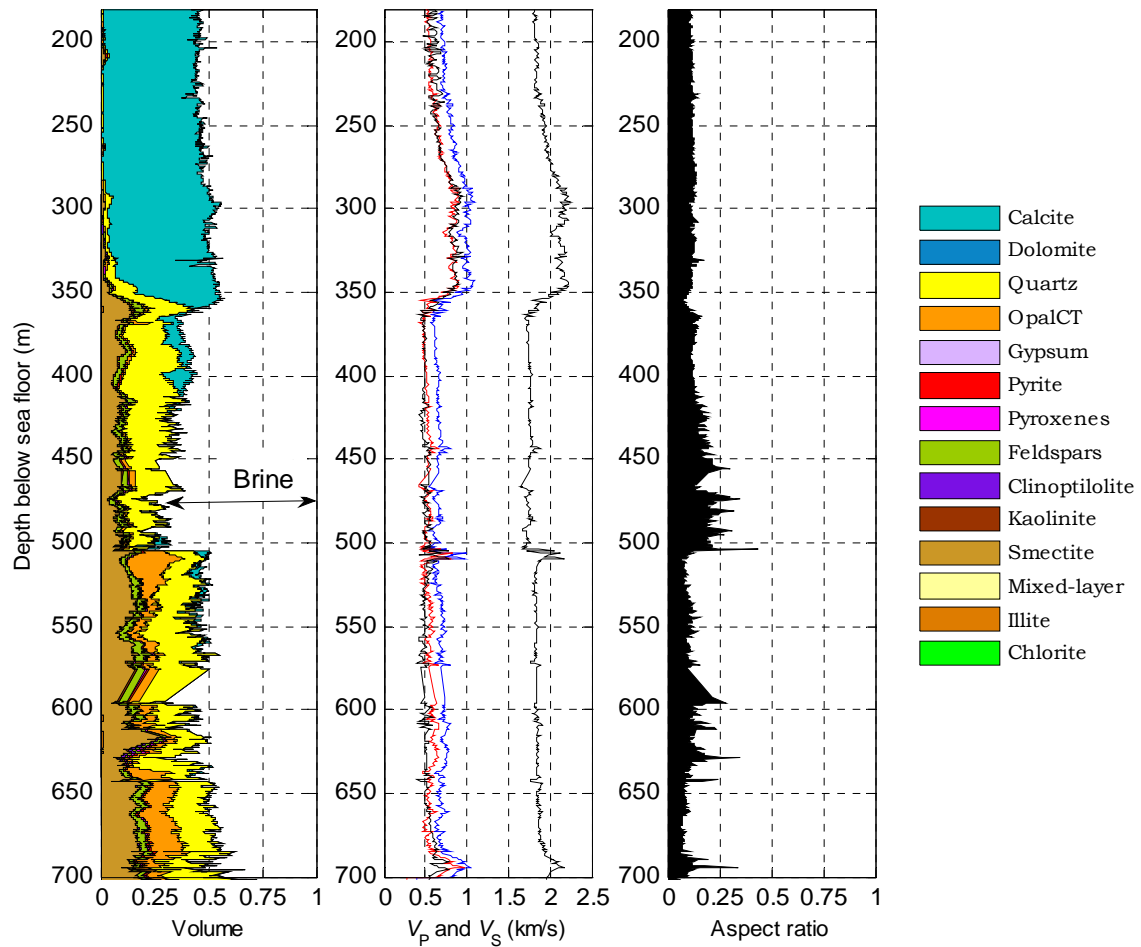 200
250
300
350
400
450
500
550
600
650
700
Depth below sea floor (m)
Brine
0 0.25 0.5 0.75 1
Volume
200
250
300
350
400
450
500
550
600
650
700
0 0.5 1 1.5 2 2.5
VP and VS (km/s)
200
250
300
350
400
450
500
550
600
650
700
0 0.25 0.5 0.75 1
Aspect ratio
Calcite
Dolomite
Quartz
OpalCT
Gypsum
Pyrite
Pyroxenes
Feldspars
Clinoptilolite
Kaolinite
Smectite
Mixed-layer
Illite
Chlorite